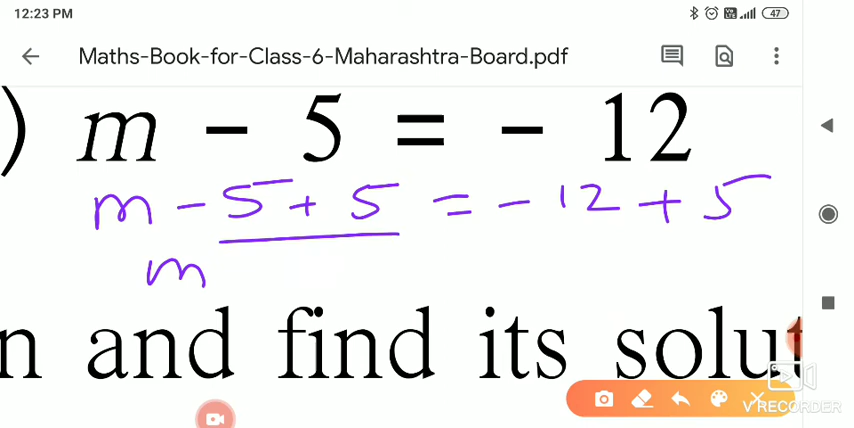 12:23 PM 47
Maths-Book-for-Class-6-Maharashtra-Board.pdf
) m - 5 = - 12
m - 5 + 5 = - 12 + 5
m
n and find its solut
V RECORDER